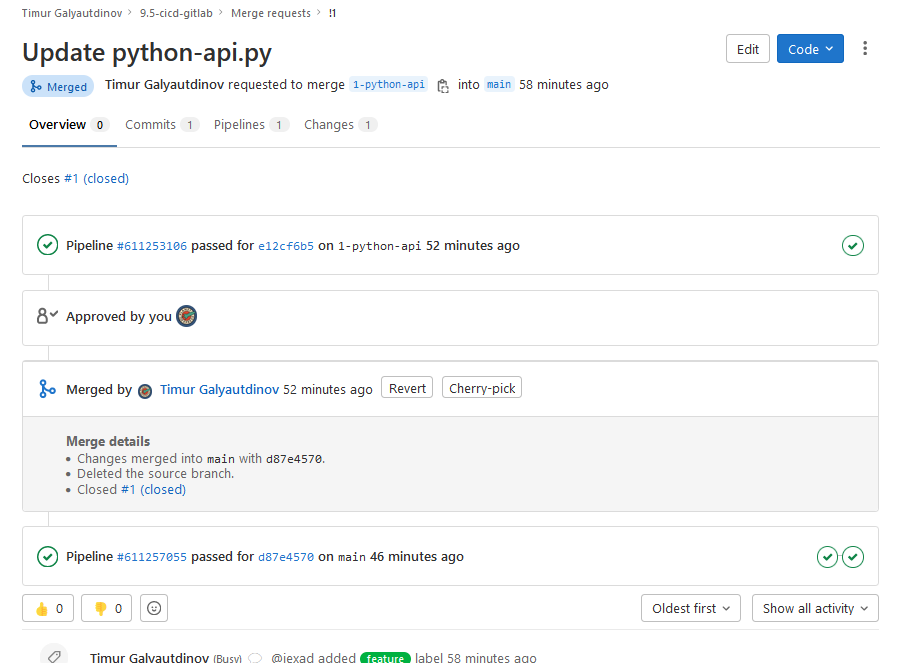 Timur Galyautdinov > 9.5-cicd-gitlab > Merge requests > !1
Update python-api.py
Edit Code
Merged Timur Galyautdinov requested to merge 1-python-api into main 58 minutes ago
Overview 0 Commits 1 Pipelines 1 Changes 1
Closes #1 (closed)
Pipeline #611253106 passed for e12cf6b5 on 1-python-api 52 minutes ago
Approved by you
Merged by Timur Galyautdinov 52 minutes ago Revert Cherry-pick
Merge details
• Changes merged into main with d87e4570.
• Deleted the source branch.
• Closed #1 (closed)
Pipeline #611257055 passed for d87e4570 on main 46 minutes ago
0 0 Oldest first Show all activity
Timur Galyautdinov (Busy) @jexad added feature label 58 minutes ago